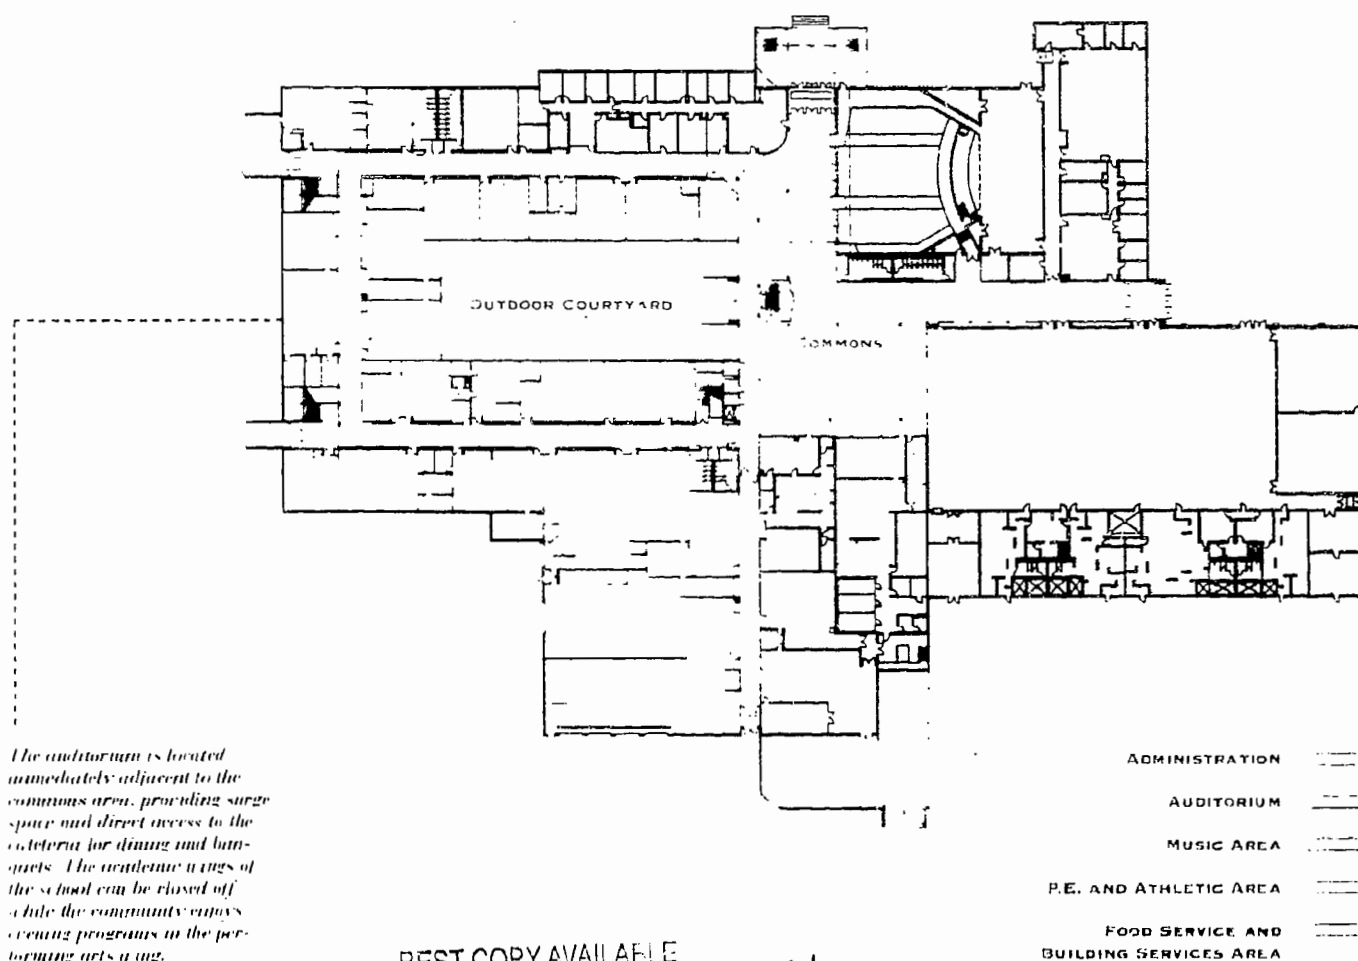 OUTDOOR COURTYARD
COMMONS
The auditorium is located
immediately adjacent to the
commons area, providing surge
space and direct access to the
cafeteria for dining and ban-
quets. The academic wings of
the school can be closed off
while the community enjoys
evening programs in the per-
forming arts wing.
ADMINISTRATION
AUDITORIUM
MUSIC AREA
P.E. AND ATHLETIC AREA
FOOD SERVICE AND
BUILDING SERVICES AREA
BEST COPY AVAILABLE